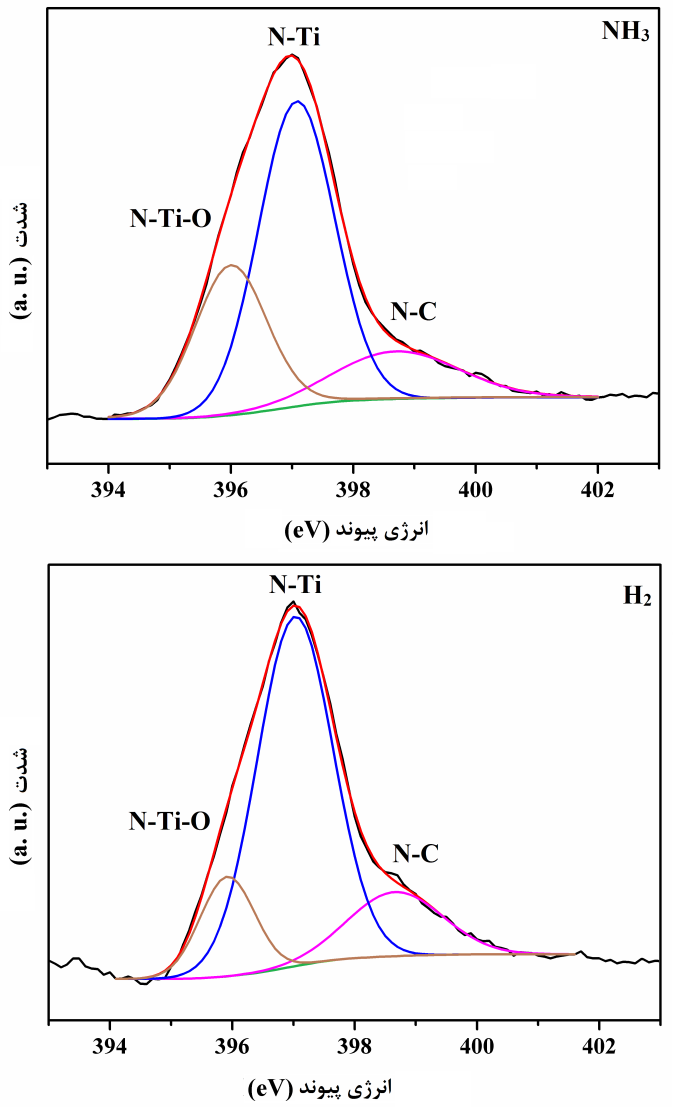 NH3
N-Ti
N-Ti-O
N-C
شدت (a. u.)
394 396 398 400 402
انرژی پیوند (eV)
H2
N-Ti
N-Ti-O
N-C
شدت (a. u.)
394 396 398 400 402
انرژی پیوند (eV)